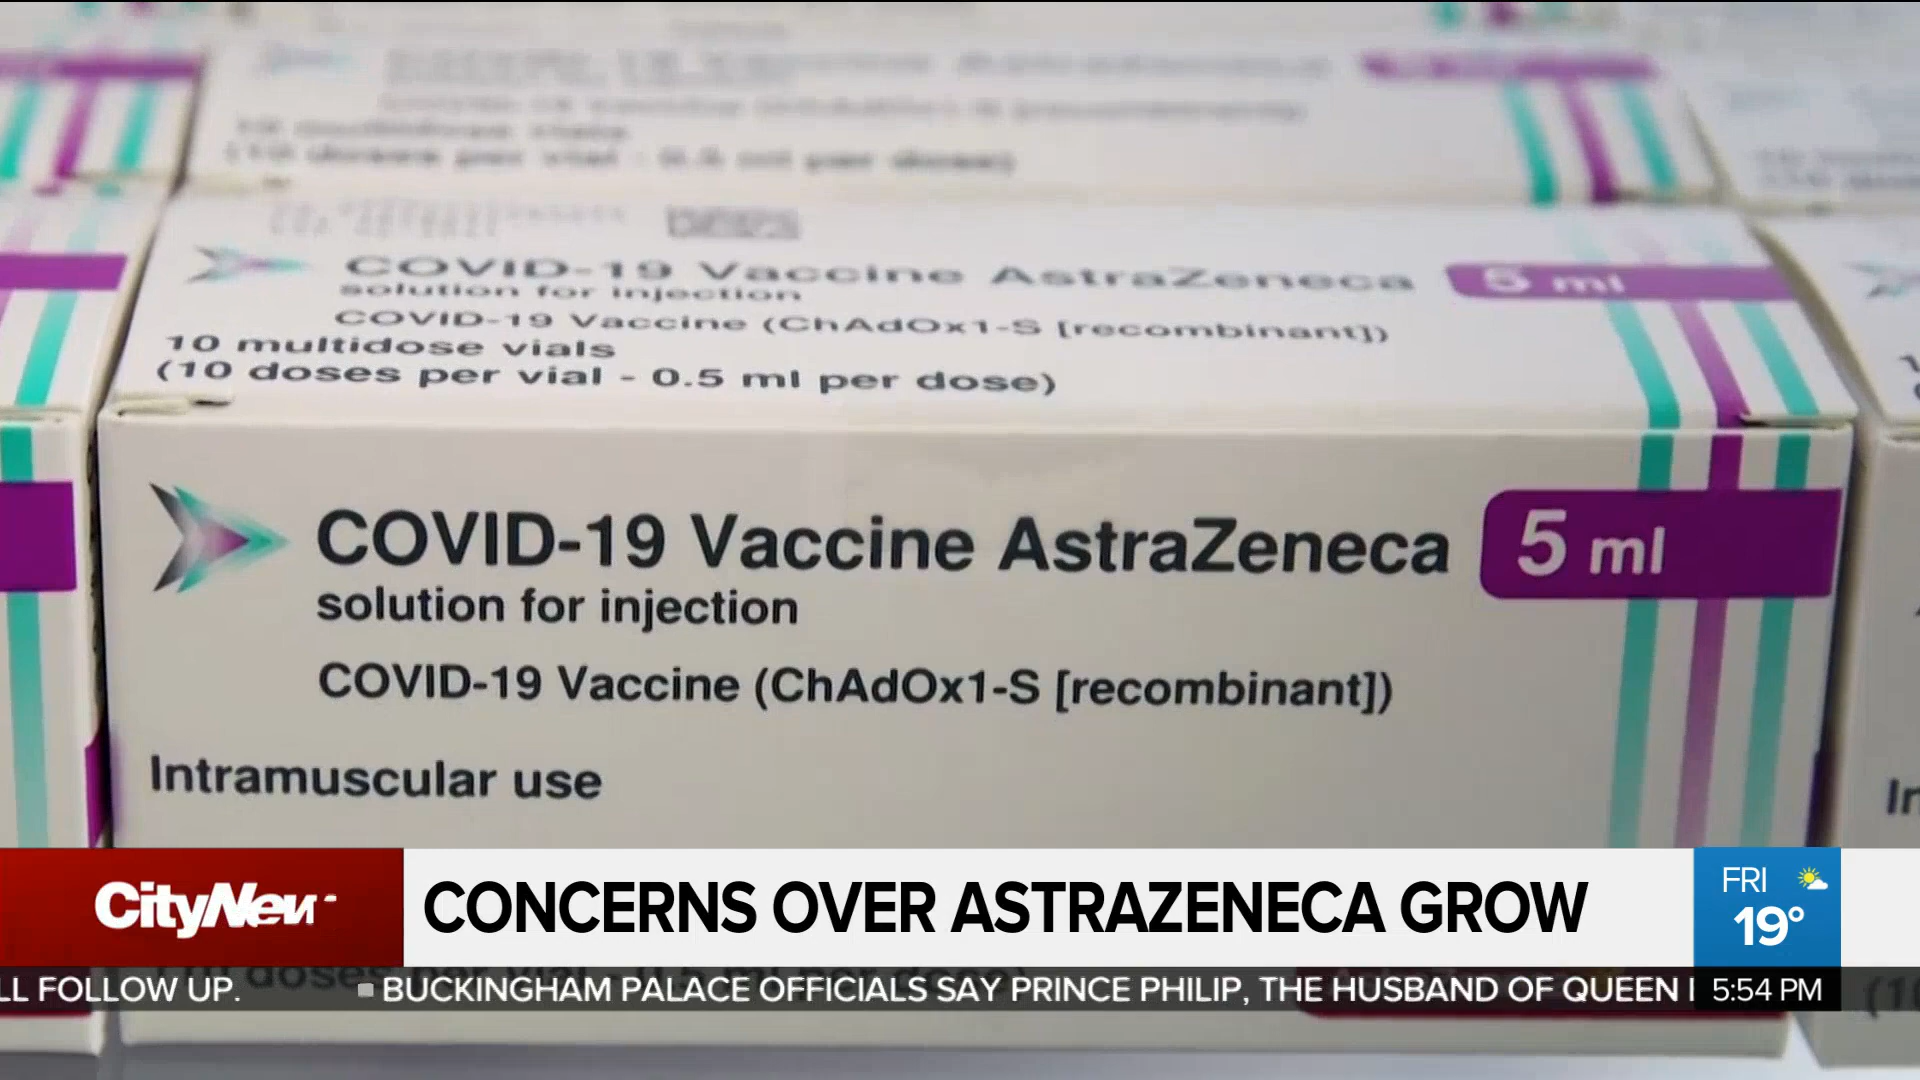 COVID-19 Vaccine AstraZeneca
5 ml
solution for injection
COVID-19 Vaccine (ChAdOx1-S [recombinant])
10 multidose vials
(10 doses per vial - 0.5 ml per dose)
COVID-19 Vaccine AstraZeneca
5 ml
solution for injection
COVID-19 Vaccine (ChAdOx1-S [recombinant])
Intramuscular use
CityNew
CONCERNS OVER ASTRAZENECA GROW
FRI
19°
LL FOLLOW UP. BUCKINGHAM PALACE OFFICIALS SAY PRINCE PHILIP, THE HUSBAND OF QUEEN
5:54 PM